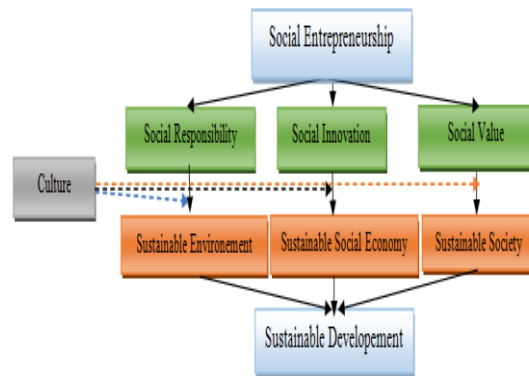 Social Entrepreneurship
Social Responsibility
Social Innovation
Social Value
Culture
Sustainable Environement
Sustainable Social Economy
Sustainable Society
Sustainable Developement